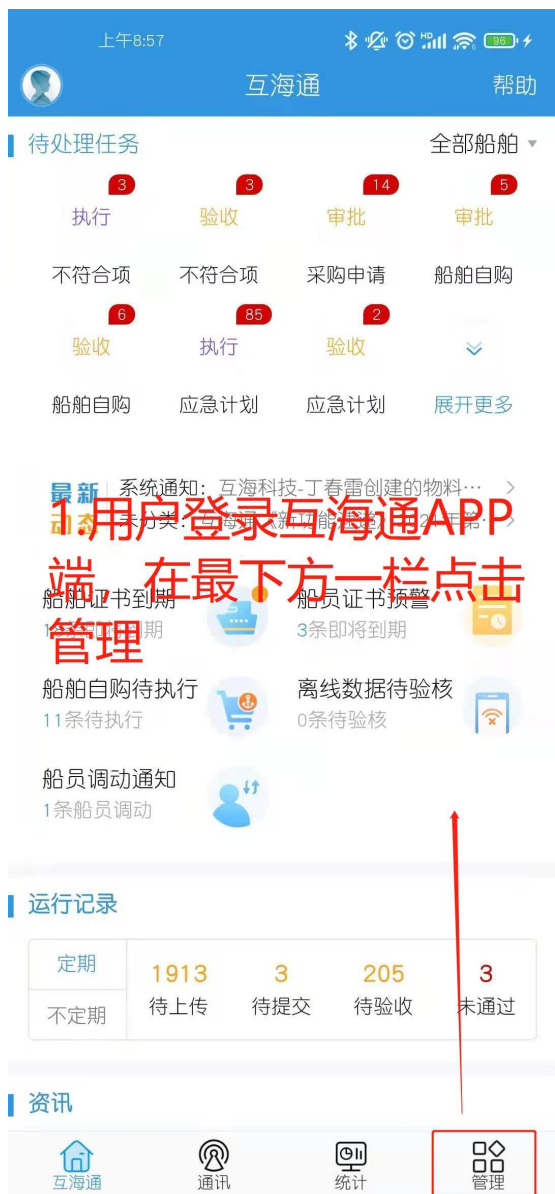 上午8:57
96
互海通
帮助
待处理任务
全部船舶
3
3
14
5
执行
验收
审批
审批
不符合项
不符合项
采购申请
船舶自购
6
85
2
验收
执行
验收
船舶自购
应急计划
应急计划
展开更多
最新
动态
系统通知：互海科技-丁春雷创建的物料…
1.用户登录互海通APP
端，在最下方一栏点击
管理
船舶证书到期
船员证书预警
3条即将到期
船舶自购待执行
离线数据待验核
11条待执行
0条待验核
船员调动通知
1条船员调动
运行记录
定期
不定期
1913
3
205
3
待上传
待提交
待验收
未通过
资讯
互海通
通讯
统计
管理